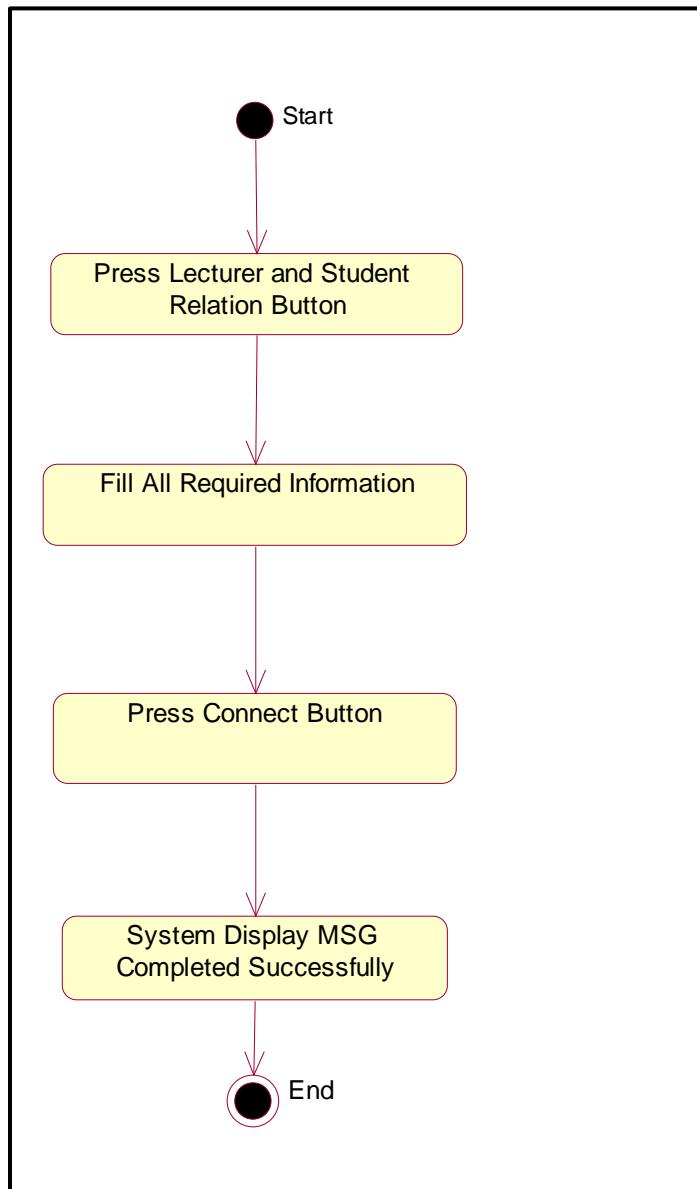 Start
Press Lecturer and Student
Relation Button
Fill All Required Information
Press Connect Button
System Display MSG
Completed Successfully
End